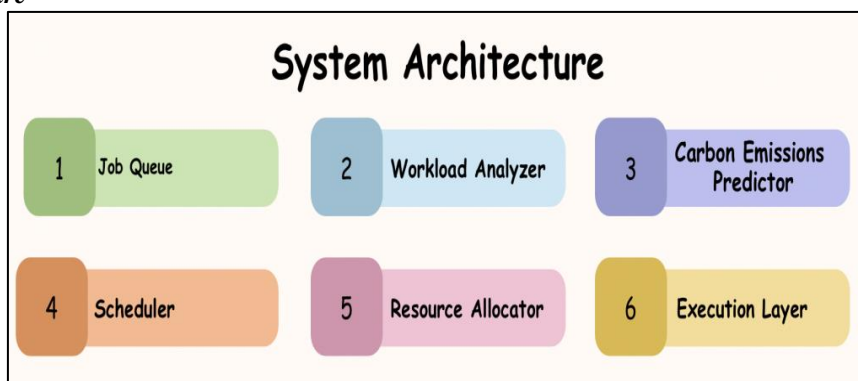 System Architecture
1 Job Queue
2 Workload Analyzer
3 Carbon Emissions
Predictor
4 Scheduler
5 Resource Allocator
6 Execution Layer